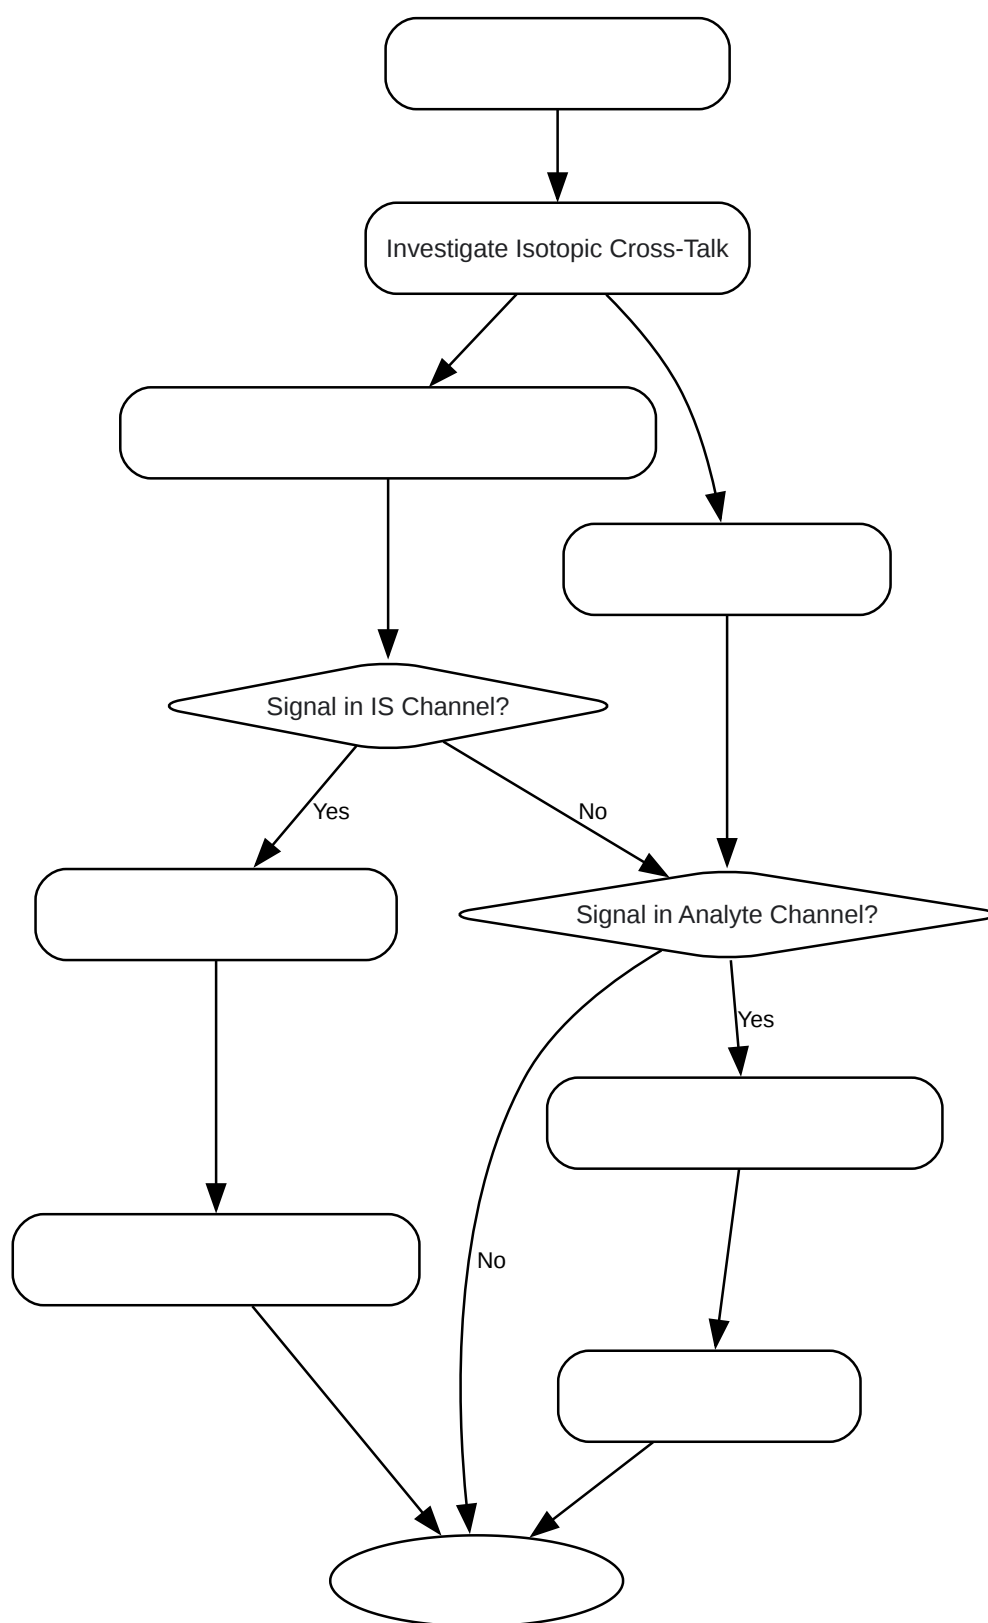 Investigate Isotopic Cross-Talk
Signal in IS Channel?
Yes
No
Signal in Analyte Channel?
Yes
No